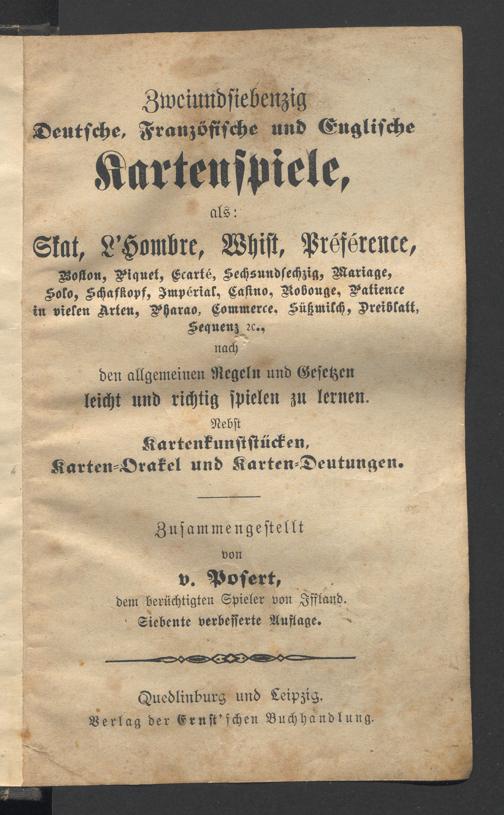 Zweiundsiebenzig
Deutsche, Französische und Englische
Kartenspiele,
als:
Skat, L'Hombre, Whist, Préférence,
Boston, Piquet, Ecarté, Sechsundsechzig, Mariage,
Solo, Schafkopf, Impérial, Casino, Robouge, Patience
in vielen Arten, Pharao, Commerce, Süßmilch, Dreiblatt,
Sequenz ꝛc.,
nach
den allgemeinen Regeln und Gesetzen
leicht und richtig spielen zu lernen.
Nebst
Kartenkunststücken,
Karten-Orakel und Karten-Deutungen.
Zusammengestellt
von
v. Posert,
dem berüchtigten Spieler von Iffland.
Siebente verbesserte Auflage.
Quedlinburg und Leipzig.
Verlag der Ernst'schen Buchhandlung.